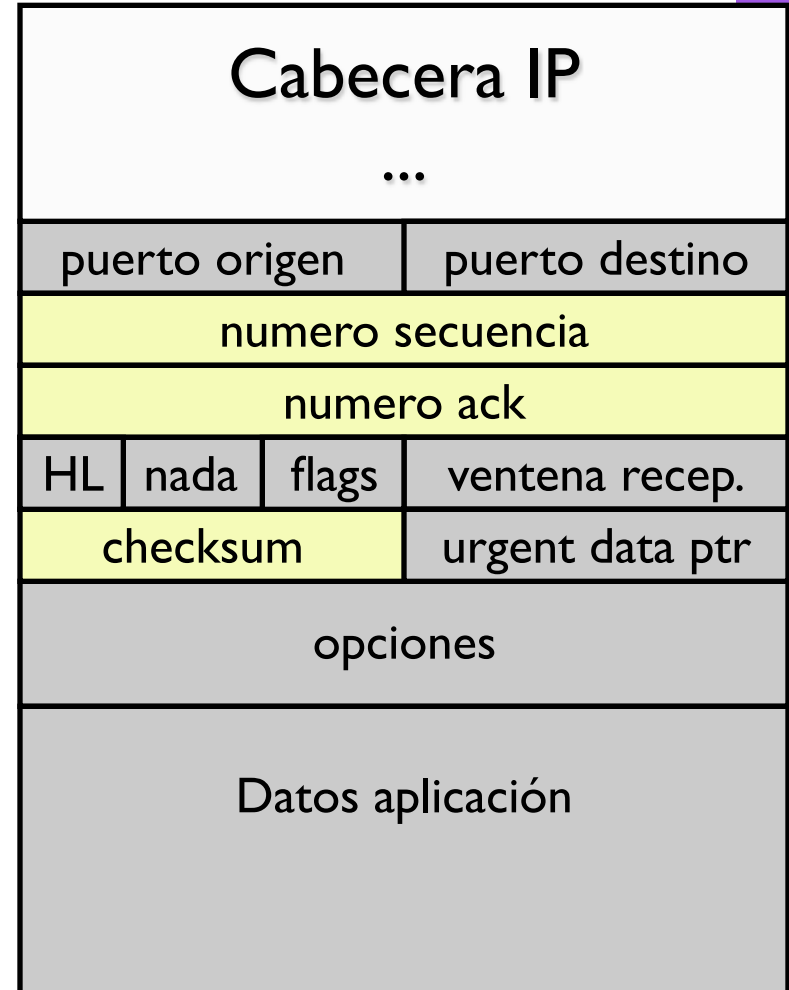 Cabecera IP
...
puerto origen puerto destino
numero secuencia
numero ack
HL nada flags ventena recep.
checksum urgent data ptr
opciones
Datos aplicación